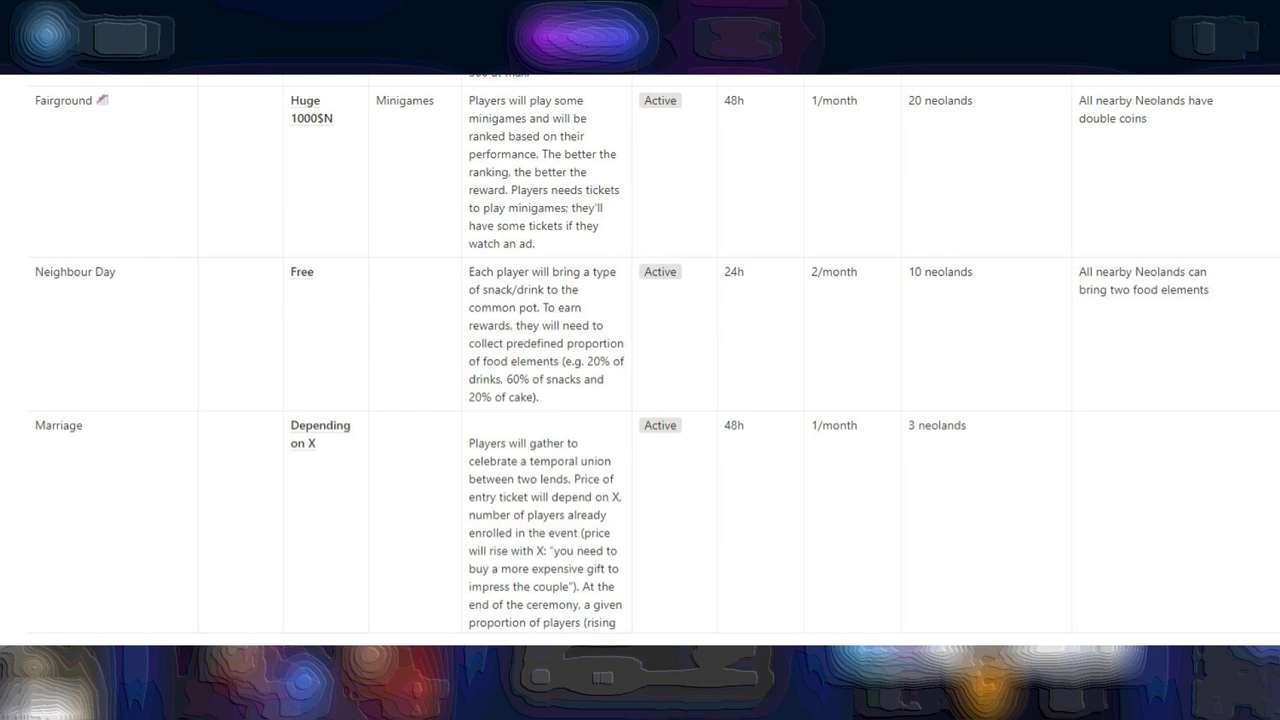 Fairground
Huge
1000$N
Minigames
Players will play some
minigames and will be
ranked based on their
performance. The better the
ranking, the better the
reward. Players needs tickets
to play minigames; they'll
have some tickets if they
watch an ad.
Active
48h
1/month
20 neolands
All nearby Neolands have
double coins
Neighbour Day
Free
Each player will bring a type
of snack/drink to the
common pot. To earn
rewards, they will need to
collect predefined proportion
of food elements (e.g. 20% of
drinks, 60% of snacks and
20% of cake).
Active
24h
2/month
10 neolands
All nearby Neolands can
bring two food elements
Marriage
Depending
on X
Players will gather to
celebrate a temporal union
between two lends. Price of
entry ticket will depend on X,
number of players already
enrolled in the event (price
will rise with X: "you need to
buy a more expensive gift to
impress the couple"). At the
end of the ceremony, a given
proportion of players (rising
Active
48h
1/month
3 neolands